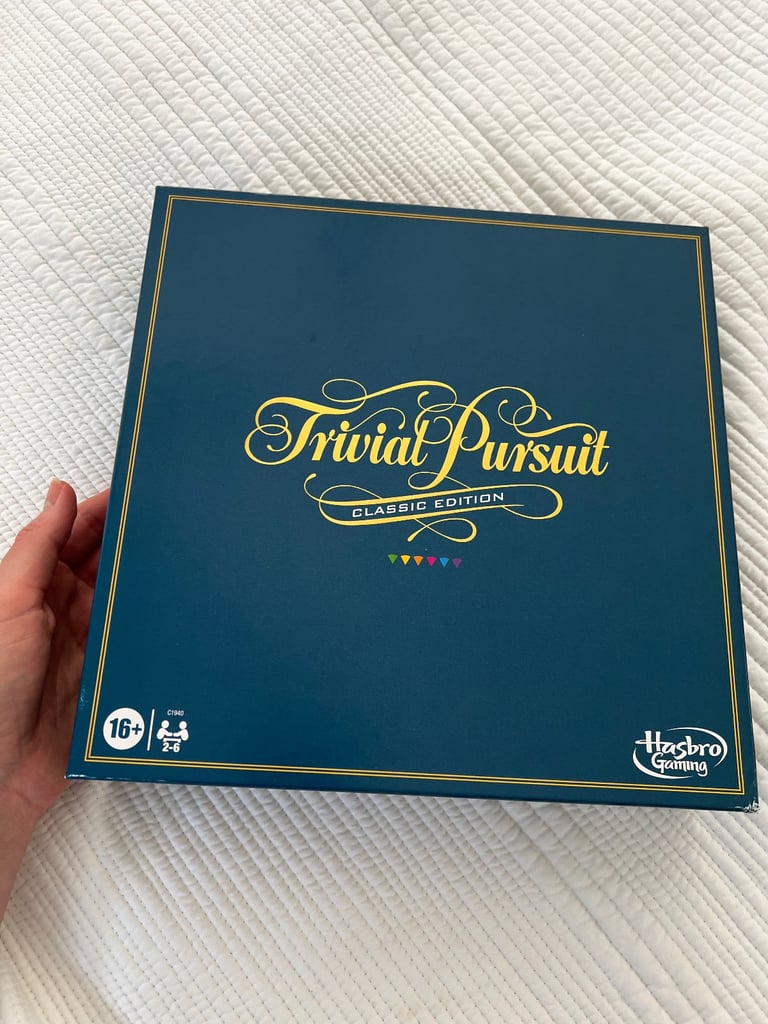 Trivial Pursuit
CLASSIC EDITION
16+
C1940
2-6
Hasbro
Gaming